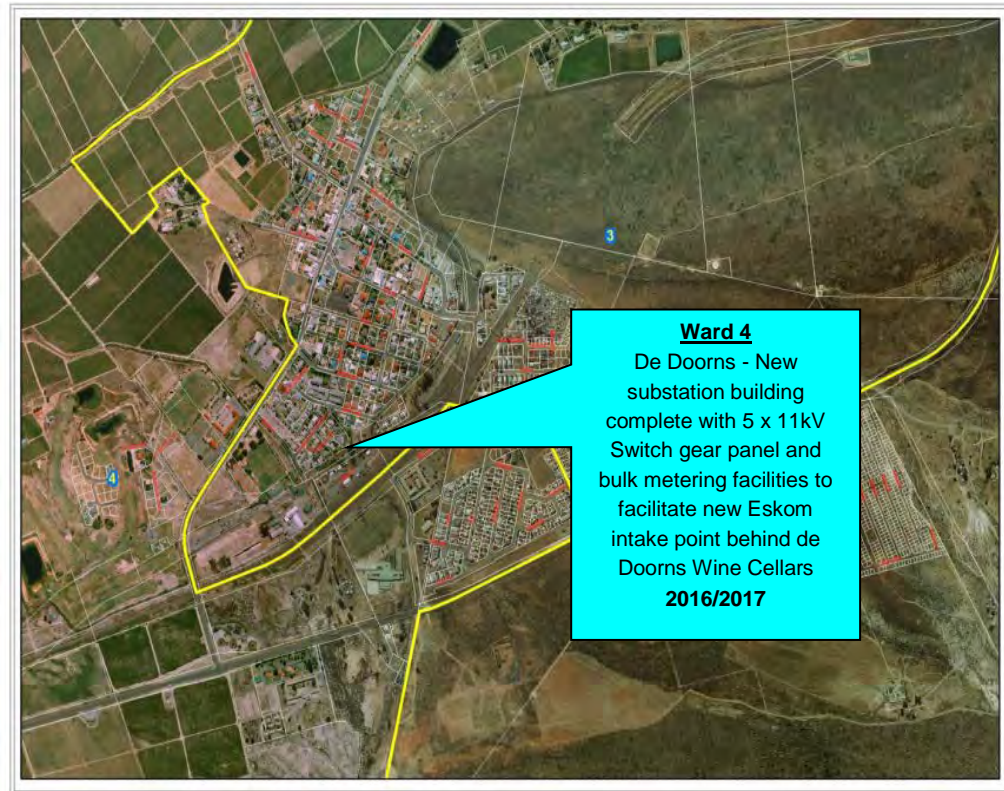 3
Ward 4
De Doorns - New
substation building
complete with 5 x 11kV
Switch gear panel and
bulk metering facilities to
facilitate new Eskom
intake point behind de
Doorns Wine Cellars
2016/2017
4